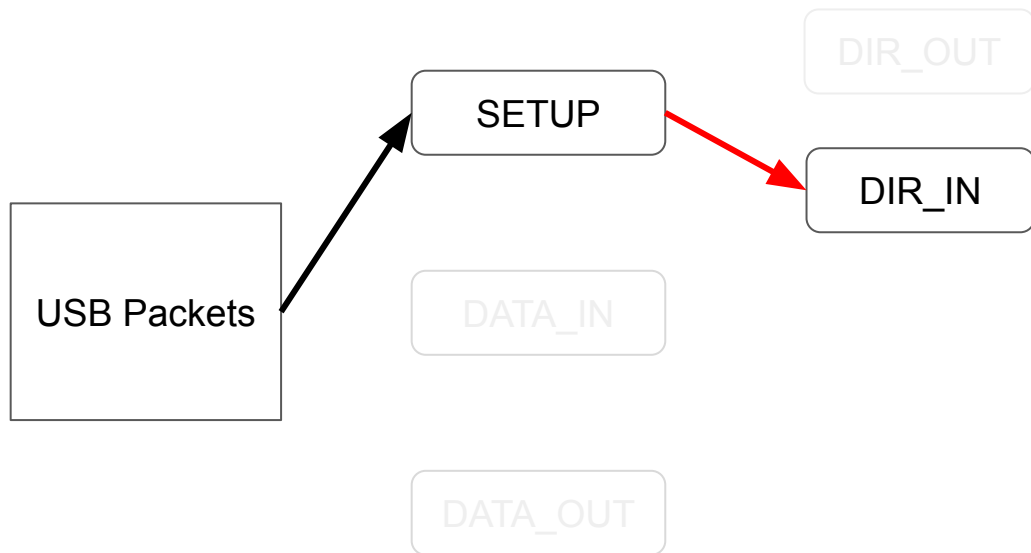 DIR_OUT
SETUP
DIR_IN
USB Packets
DATA_IN
DATA_OUT